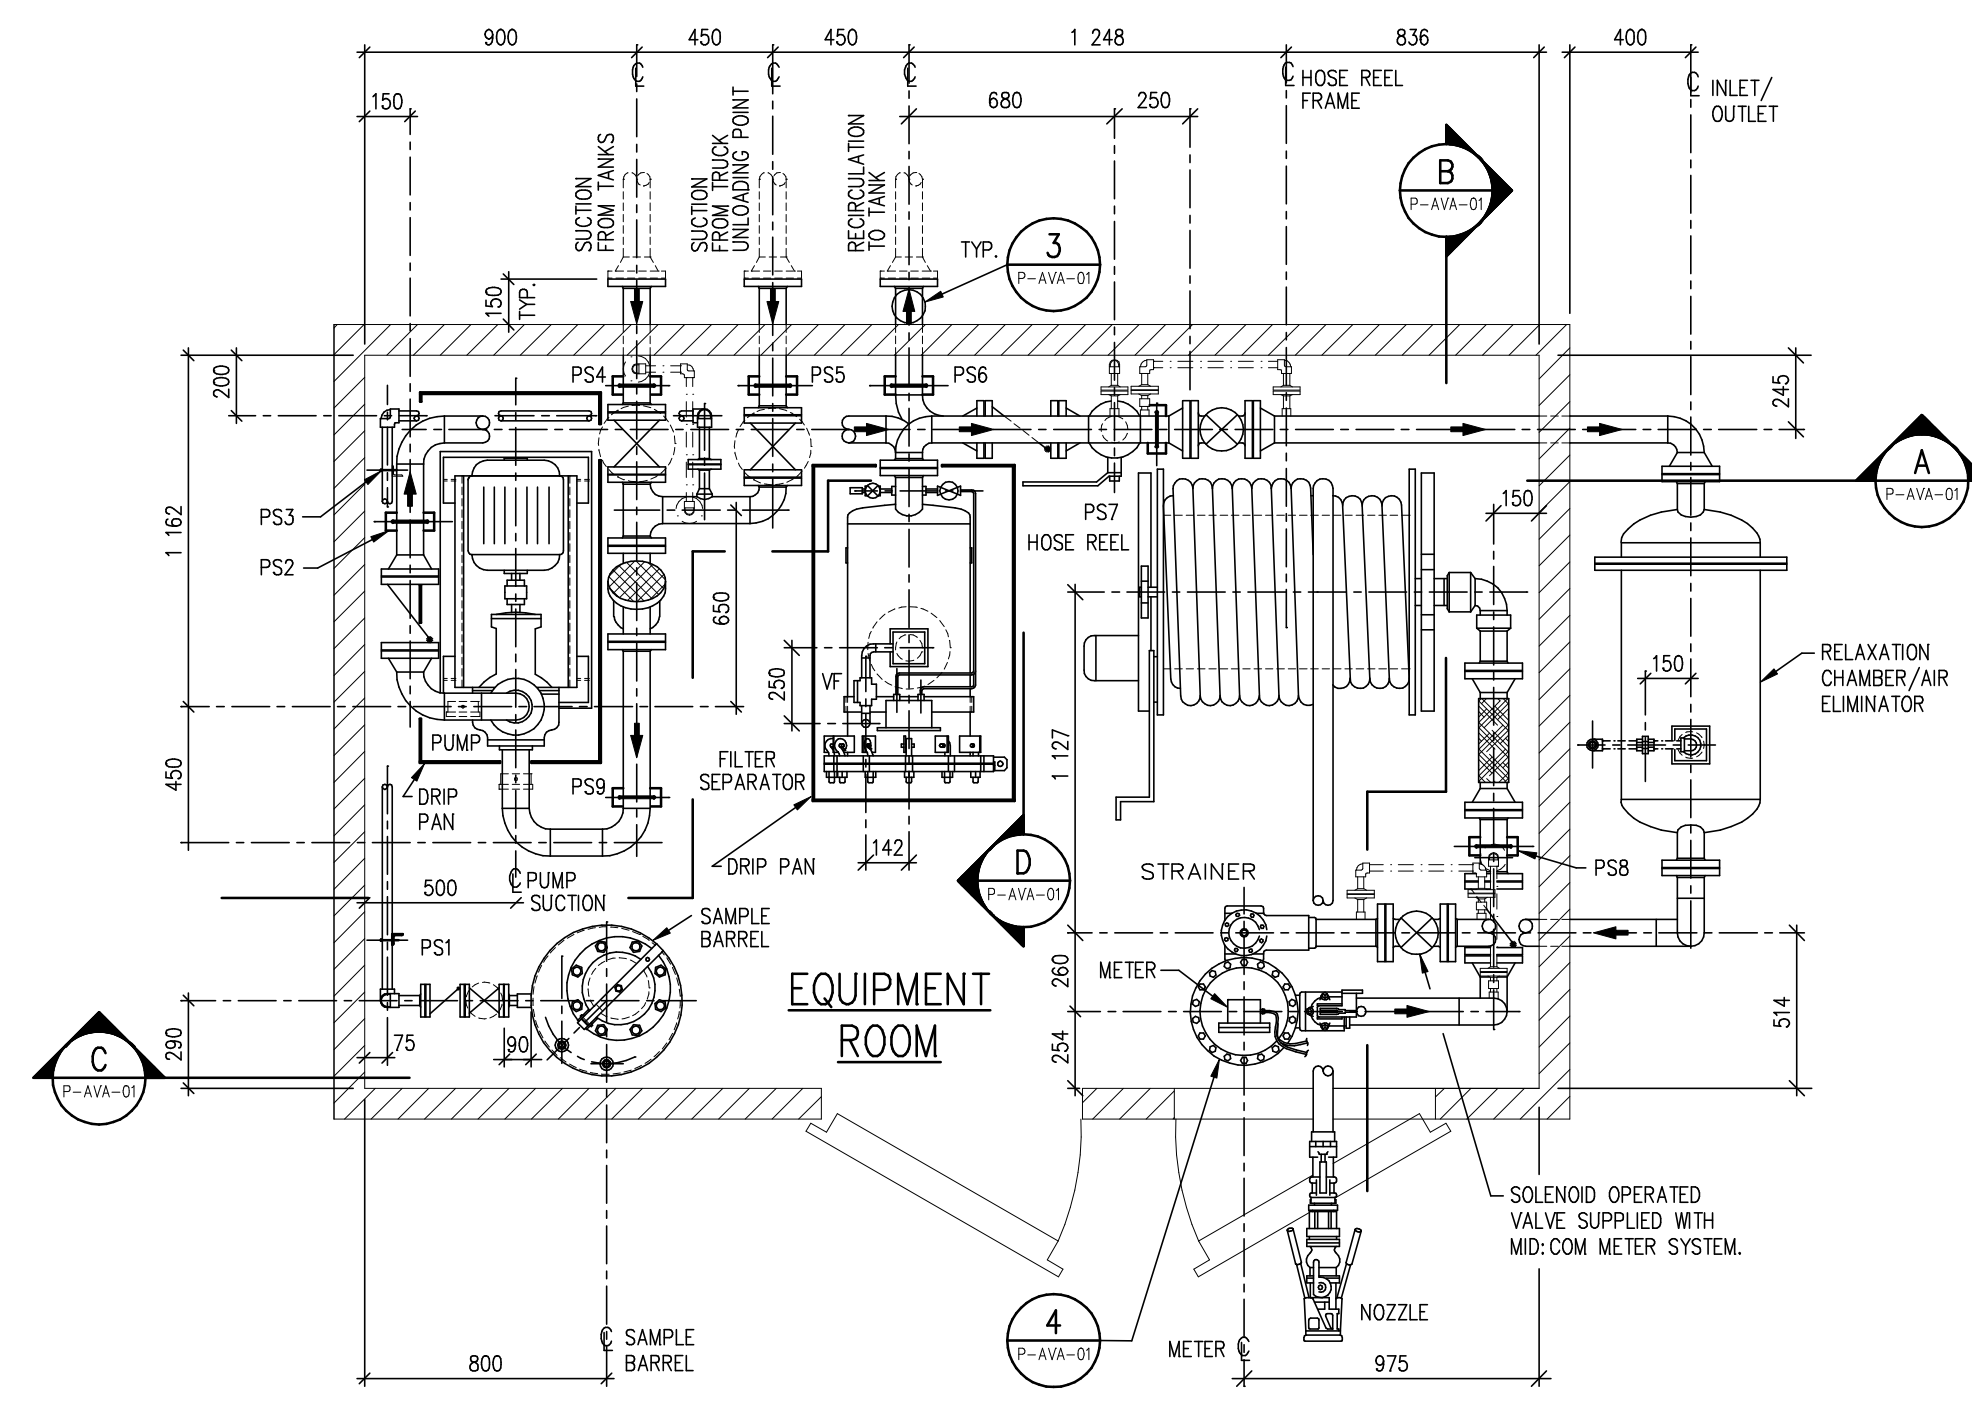 900
450
450
1 248
836
400
℄
℄
℄
℄ HOSE REEL
FRAME
℄ INLET/
OUTLET
150
680
250
SUCTION
FROM TANKS
SUCTION
FROM TRUCK
UNLOADING POINT
RECIRCULATION
TO TANK
B
P-AVA-01
TYP.
3
P-AVA-01
150
TYP.
200
PS4
PS5
PS6
245
A
P-AVA-01
1 162
PS3
PS2
PS7
HOSE REEL
150
650
250
VF
150
RELAXATION
CHAMBER/AIR
ELIMINATOR
PUMP
450
DRIP
PAN
PS9
FILTER
SEPARATOR
1 127
142
DRIP PAN
D
P-AVA-01
STRAINER
PS8
500
℄ PUMP
SUCTION
SAMPLE
BARREL
PS1
METER
260
EQUIPMENT
ROOM
514
290
75
90
254
C
P-AVA-01
SOLENOID OPERATED
VALVE SUPPLIED WITH
MID:COM METER SYSTEM.
NOZZLE
4
P-AVA-01
℄ SAMPLE
BARREL
METER ℄
800
975